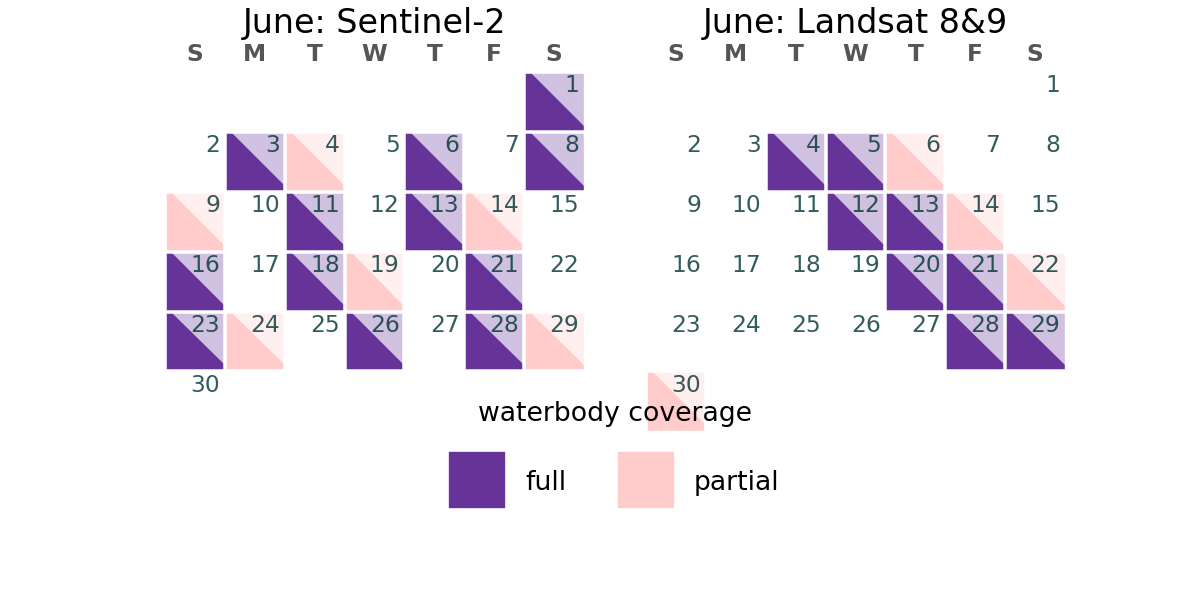 June: Sentinel-2
S M T W T F S
1
2 3 4 5 6 7 8
9 10 11 12 13 14 15
16 17 18 19 20 21 22
23 24 25 26 27 28 29
30
June: Landsat 8&9
S M T W T F S
1
2 3 4 5 6 7 8
9 10 11 12 13 14 15
16 17 18 19 20 21 22
23 24 25 26 27 28 29
30
waterbody coverage
full partial